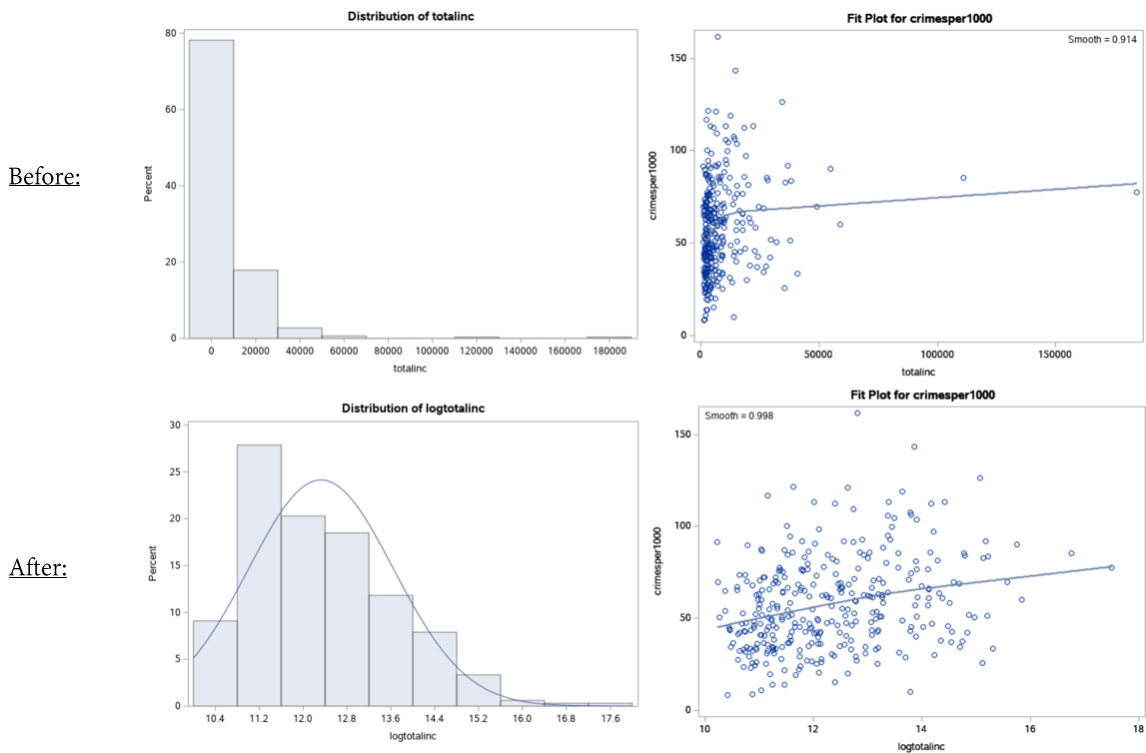 Before:
Distribution of totalinc
Percent
80
60
40
20
0
0 20000 40000 60000 80000 100000 120000 140000 160000 180000
totalinc
Fit Plot for crimesper1000
Smooth = 0.914
crimesper1000
150
100
50
0
0 50000 100000 150000
totalinc
After:
Distribution of logtotalinc
Percent
30
25
20
15
10
5
0
10.4 11.2 12.0 12.8 13.6 14.4 15.2 16.0 16.8 17.6
logtotalinc
Fit Plot for crimesper1000
Smooth = 0.998
crimesper1000
150
100
50
0
10 12 14 16 18
logtotalinc